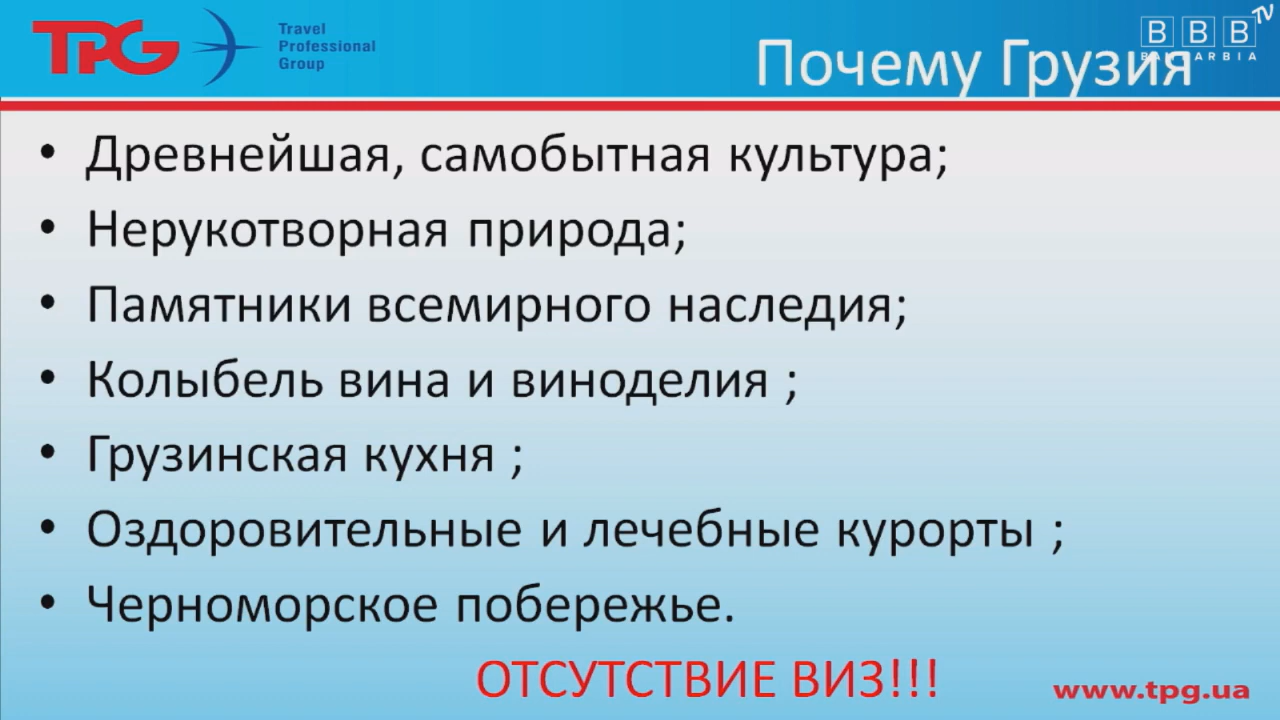 TPG
Travel
Professional
Group
BBB TV
Почему Грузия
• Древнейшая, самобытная культура;
• Нерукотворная природа;
• Памятники всемирного наследия;
• Колыбель вина и виноделия ;
• Грузинская кухня ;
• Оздоровительные и лечебные курорты ;
• Черноморское побережье.
ОТСУТСТВИЕ ВИЗ!!!
www.tpg.ua